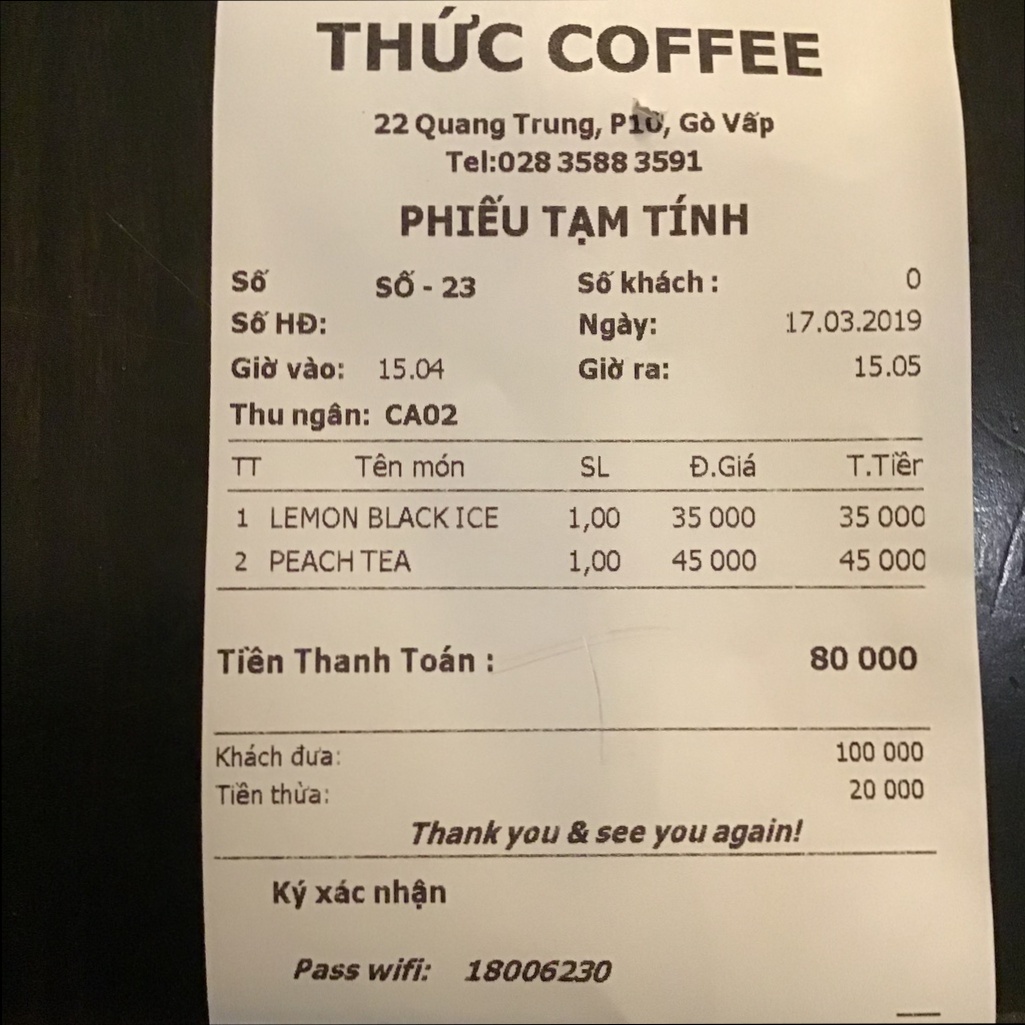 THỨC COFFEE
22 Quang Trung, P10, Gò Vấp
Tel:028 3588 3591
PHIẾU TẠM TÍNH
Số SỐ - 23 Số khách : 0
Số HĐ: Ngày: 17.03.2019
Giờ vào: 15.04 Giờ ra: 15.05
Thu ngân: CA02
TT Tên món SL Đ.Giá T.Tiền
1 LEMON BLACK ICE 1,00 35 000 35 000
2 PEACH TEA 1,00 45 000 45 000
Tiền Thanh Toán : 80 000
Khách đưa: 100 000
Tiền thừa: 20 000
Thank you & see you again!
Ký xác nhận
Pass wifi: 18006230